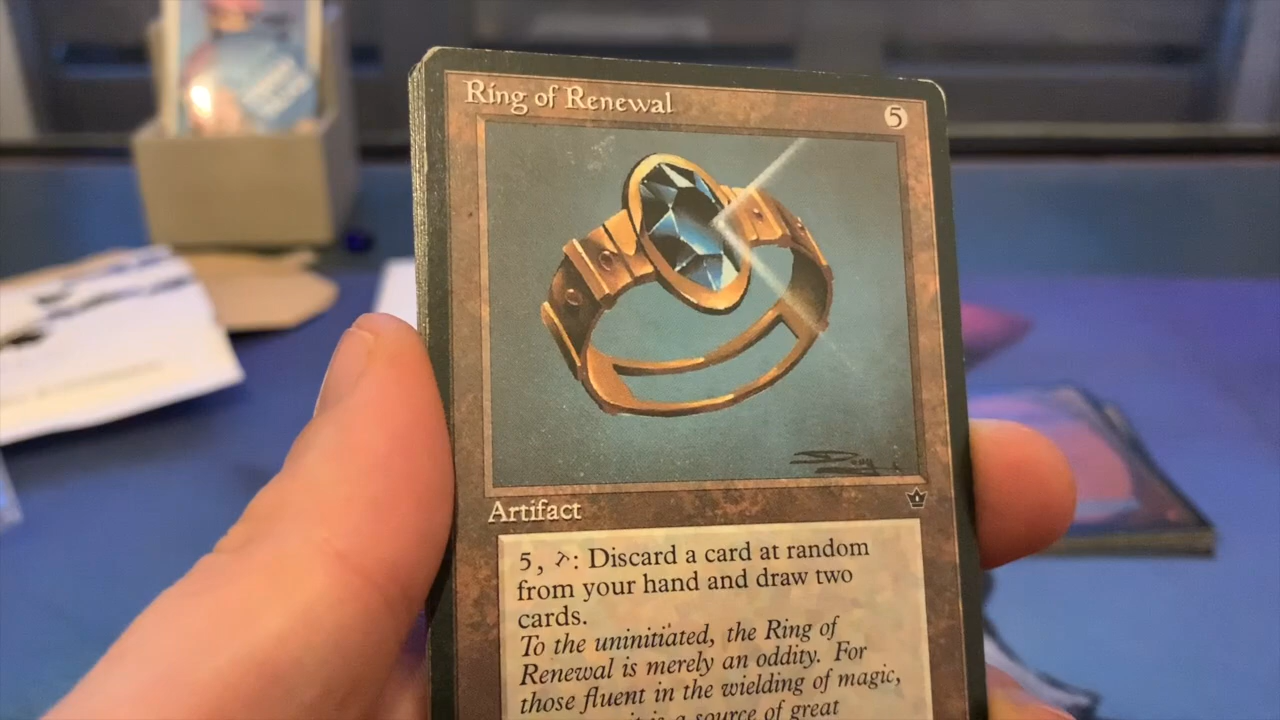 Ring of Renewal
5
Artifact
5, : Discard a card at random
from your hand and draw two
cards.
To the uninitiated, the Ring of
Renewal is merely an oddity. For
those fluent in the wielding of magic,
it is a source of great